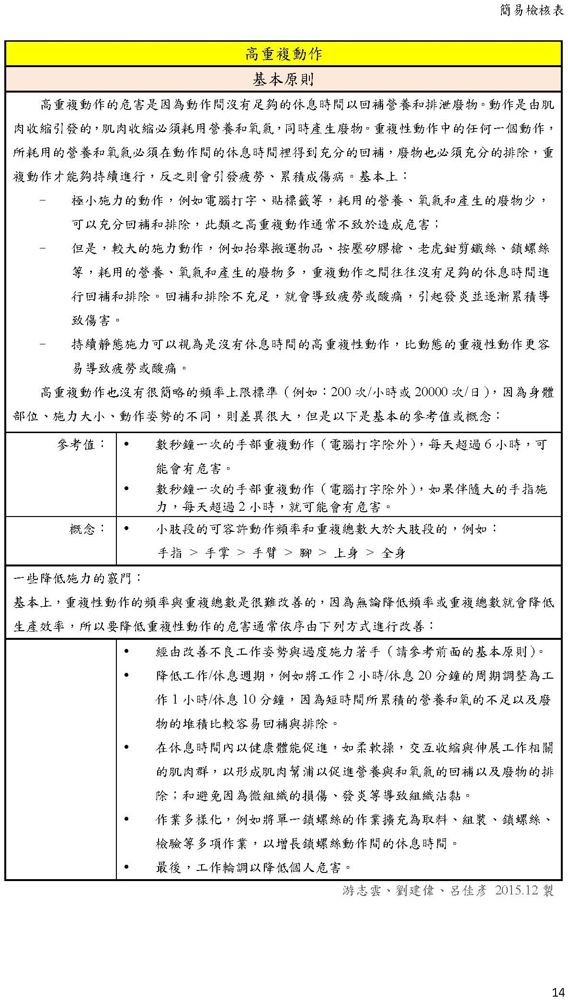 簡易檢核表
高重複動作
基本原則
高重複動作的危害是因為動作間沒有足夠的休息時間以回補營養和排泄廢物。動作是由肌
肉收縮引發的，肌肉收縮必須耗用營養和氧氣，同時產生廢物。重複性動作中的任何一個動作，
所耗用的營養和氧氣必須在動作間的休息時間裡得到充分的回補，廢物也必須充分的排除，重
複動作才能夠持續進行，反之則會引發疲勞、累積成傷病。基本上：
– 極小施力的動作，例如電腦打字、貼標籤等，耗用的營養、氧氣和產生的廢物少，
可以充分回補和排除，此類之高重複動作通常不致於造成危害；
– 但是，較大的施力動作，例如抬舉搬運物品、按壓矽膠槍、老虎鉗剪鐵絲、鎖螺絲
等，耗用的營養、氧氣和產生的廢物多，重複動作之間往往沒有足夠的休息時間進
行回補和排除。回補和排除不充足，就會導致疲勞或酸痛，引起發炎並逐漸累積導
致傷害。
– 持續靜態施力可以視為是沒有休息時間的高重複性動作，比動態的重複性動作更容
易導致疲勞或酸痛。
高重複動作也沒有很簡略的頻率上限標準（例如：200 次/小時或 20000 次/日），因為身體
部位、施力大小、動作姿勢的不同，則差異很大，但是以下是基本的參考值或概念：
參考值： • 數秒鐘一次的手部重複動作（電腦打字除外），每天超過 6 小時，可
能會有危害。
• 數秒鐘一次的手部重複動作（電腦打字除外），如果伴隨大的手指施
力，每天超過 2 小時，就可能會有危害。
概念： • 小肢段的可容許動作頻率和重複總數大於大肢段的，例如：
手指 > 手掌 > 手臂 > 腳 > 上身 > 全身
一些降低施力的竅門：
基本上，重複性動作的頻率與重複總數是很難改善的，因為無論降低頻率或重複總數就會降低
生產效率，所以要降低重複性動作的危害通常依序由下列方式進行改善：
• 經由改善不良工作姿勢與過度施力著手（請參考前面的基本原則）。
• 降低工作/休息週期，例如將工作 2 小時/休息 20 分鐘的周期調整為工
作 1 小時/休息 10 分鐘，因為短時間所累積的營養和氧的不足以及廢
物的堆積比較容易回補與排除。
• 在休息時間內以健康體能促進，如柔軟操，交互收縮與伸展工作相關
的肌肉群，以形成肌肉幫浦以促進營養與和氧氣的回補以及廢物的排
除；和避免因為微組織的損傷、發炎等導致組織沾黏。
• 作業多樣化，例如將單一鎖螺絲的作業擴充為取料、組裝、鎖螺絲、
檢驗等多項作業，以增長鎖螺絲動作間的休息時間。
• 最後，工作輪調以降低個人危害。
游志雲、劉建偉、呂佳彥 2015.12 製
14